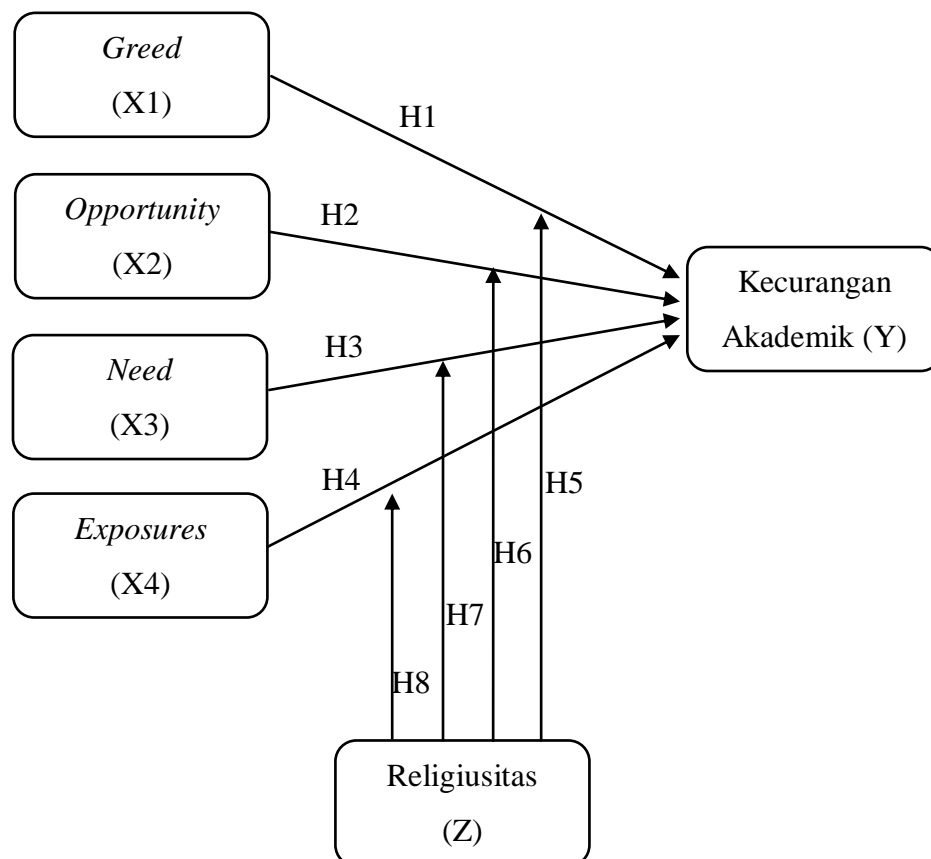 Greed
(X1)
H1
Opportunity
(X2)
H2
Kecurangan
Akademik (Y)
Need
(X3)
H3
H4
H5
Exposures
(X4)
H6
H7
H8
Religiusitas
(Z)